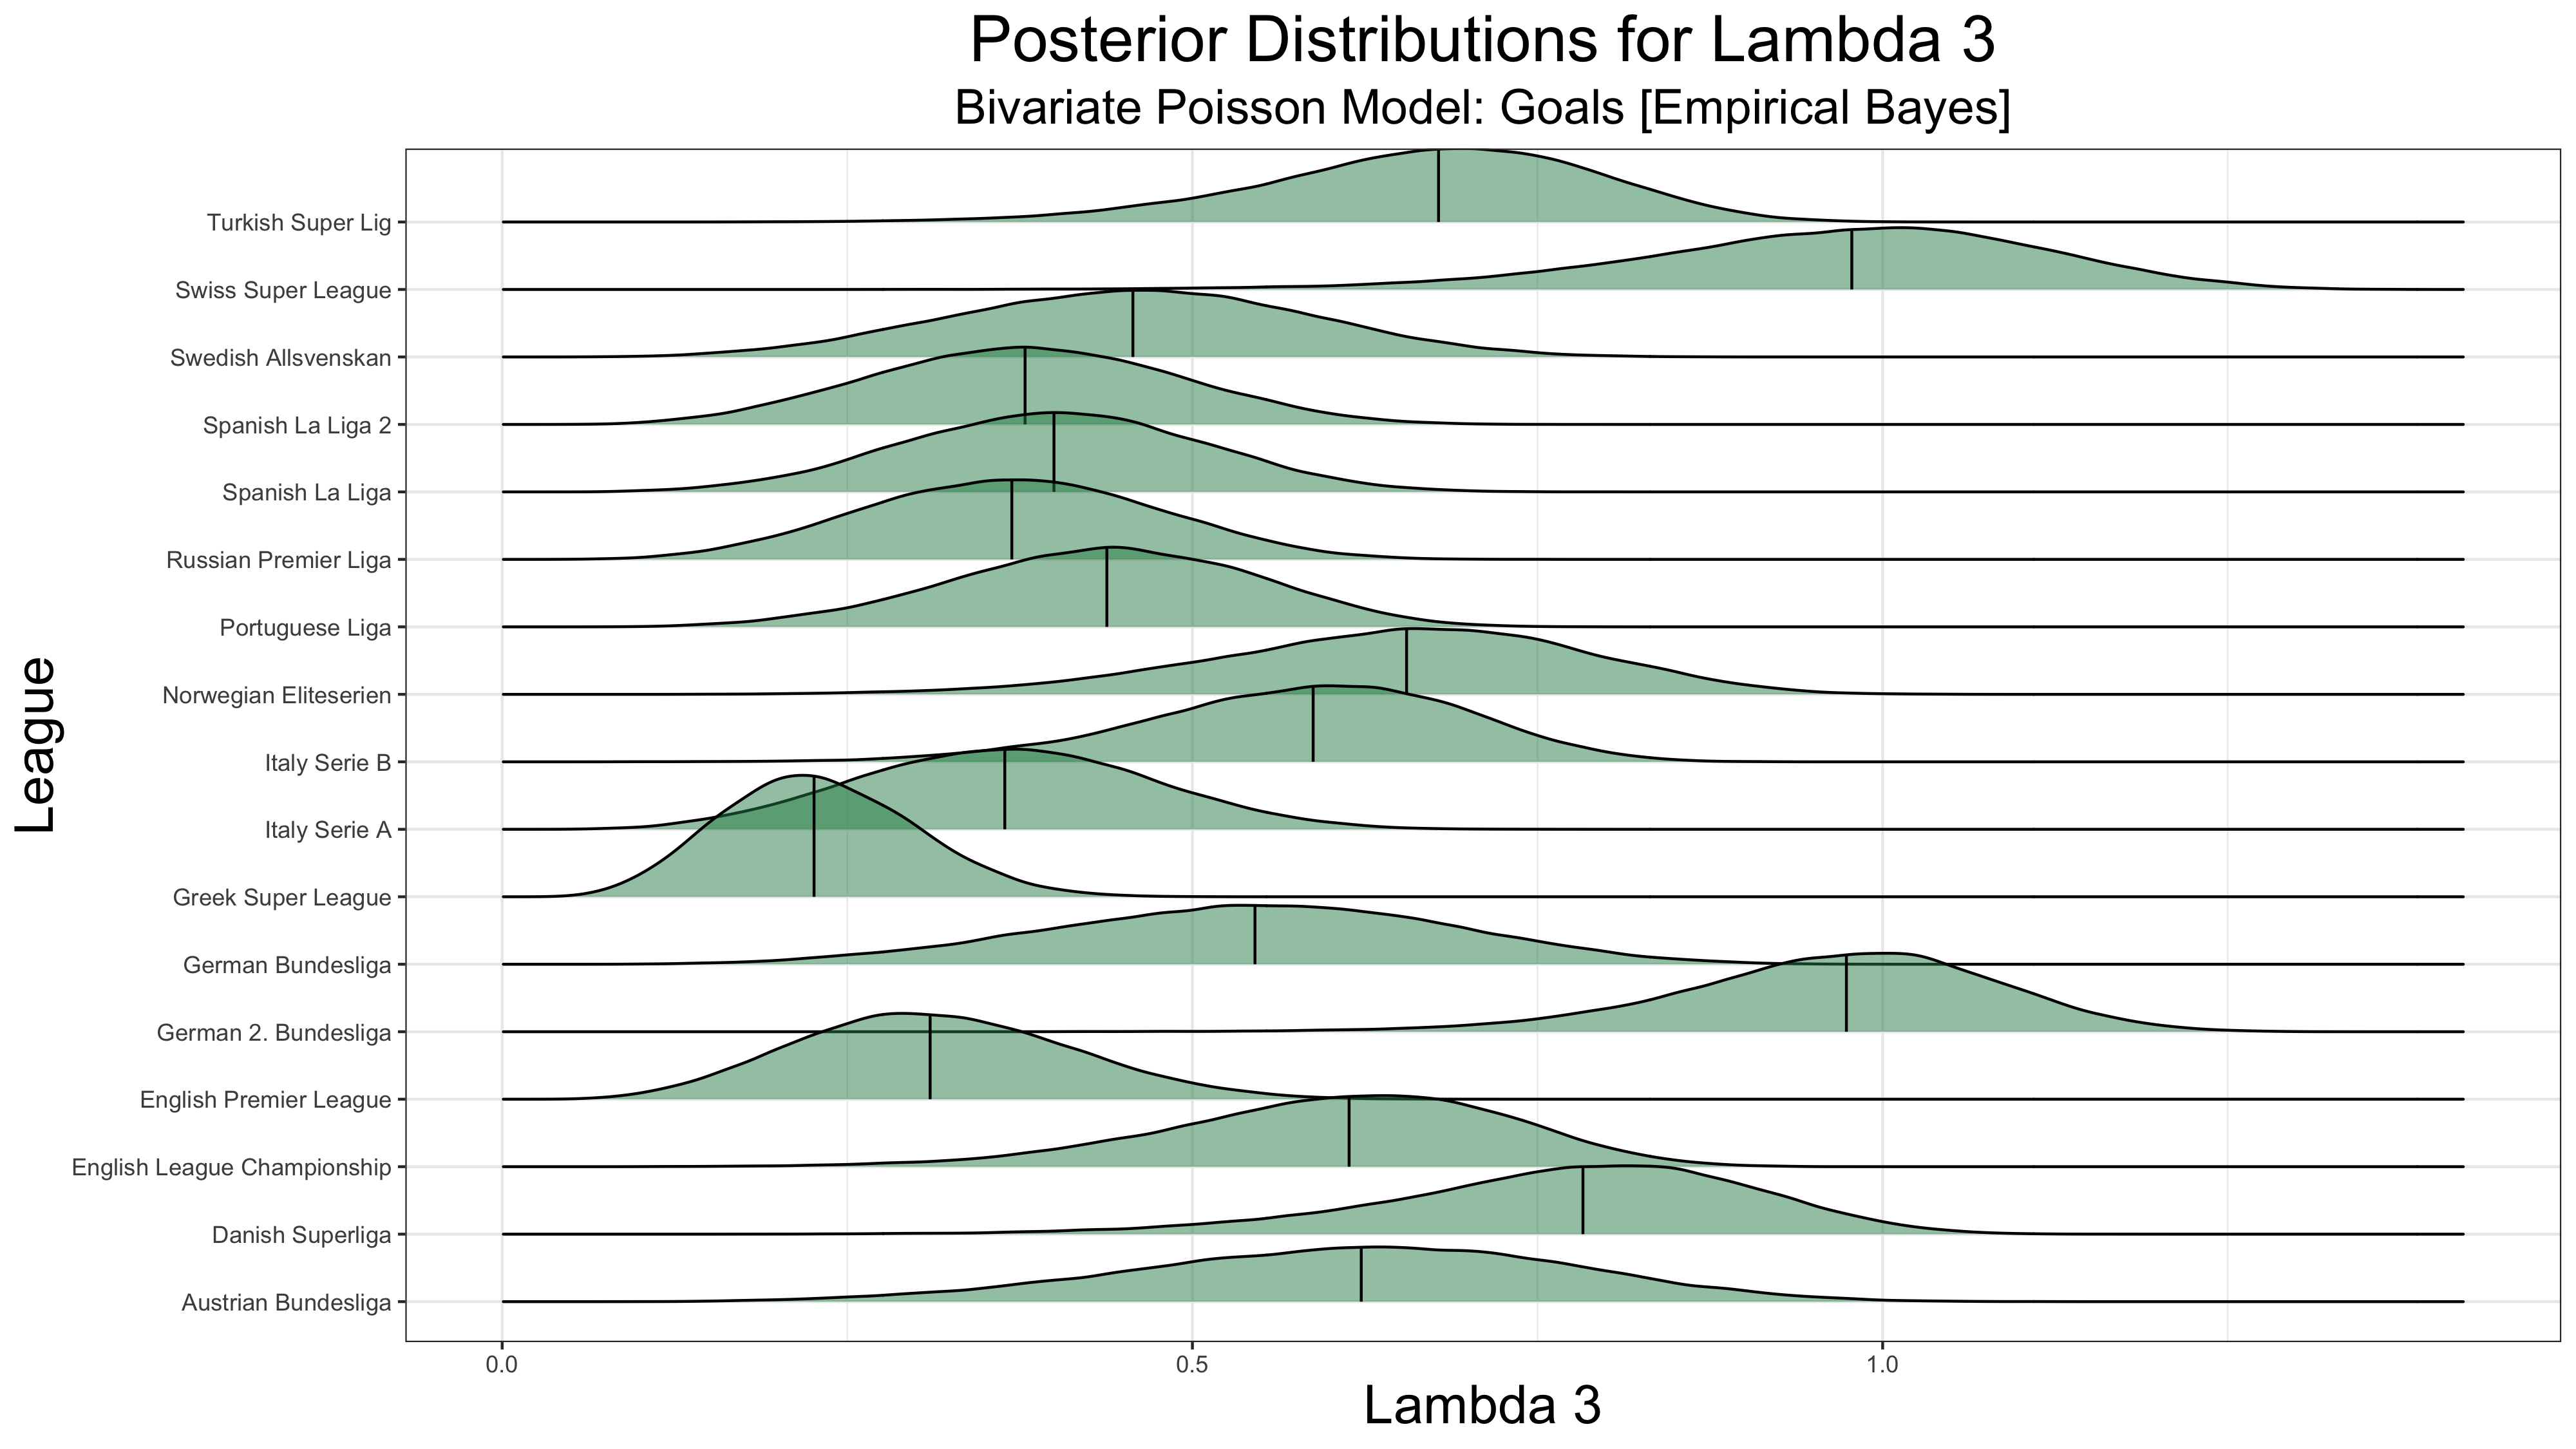 Posterior Distributions for Lambda 3
Bivariate Poisson Model: Goals [Empirical Bayes]
League
Turkish Super Lig
Swiss Super League
Swedish Allsvenskan
Spanish La Liga 2
Spanish La Liga
Russian Premier Liga
Portuguese Liga
Norwegian Eliteserien
Italy Serie B
Italy Serie A
Greek Super League
German Bundesliga
German 2. Bundesliga
English Premier League
English League Championship
Danish Superliga
Austrian Bundesliga
0.0 0.5 1.0
Lambda 3